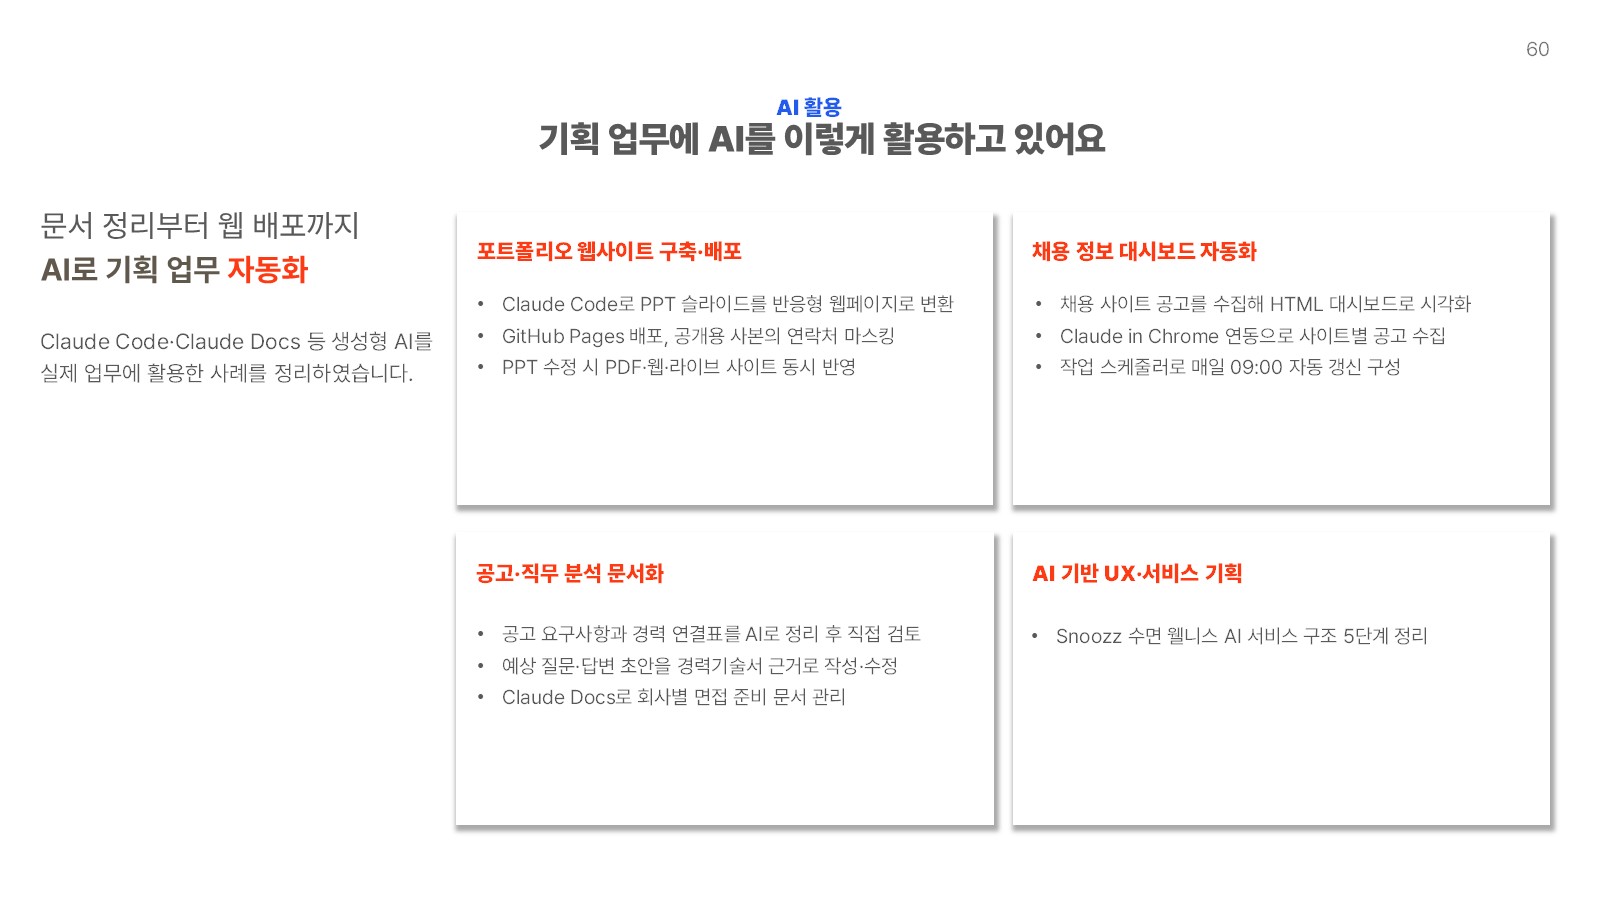 60
AI 활용
기획 업무에 AI를 이렇게 활용하고 있어요
문서 정리부터 웹 배포까지
AI로 기획 업무 자동화
Claude Code·Claude Docs 등 생성형 AI를
실제 업무에 활용한 사례를 정리하였습니다.
포트폴리오 웹사이트 구축·배포
• Claude Code로 PPT 슬라이드를 반응형 웹페이지로 변환
• GitHub Pages 배포, 공개용 사본의 연락처 마스킹
• PPT 수정 시 PDF·웹·라이브 사이트 동시 반영
채용 정보 대시보드 자동화
• 채용 사이트 공고를 수집해 HTML 대시보드로 시각화
• Claude in Chrome 연동으로 사이트별 공고 수집
• 작업 스케줄러로 매일 09:00 자동 갱신 구성
공고·직무 분석 문서화
• 공고 요구사항과 경력 연결표를 AI로 정리 후 직접 검토
• 예상 질문·답변 초안을 경력기술서 근거로 작성·수정
• Claude Docs로 회사별 면접 준비 문서 관리
AI 기반 UX·서비스 기획
• Snoozz 수면 웰니스 AI 서비스 구조 5단계 정리